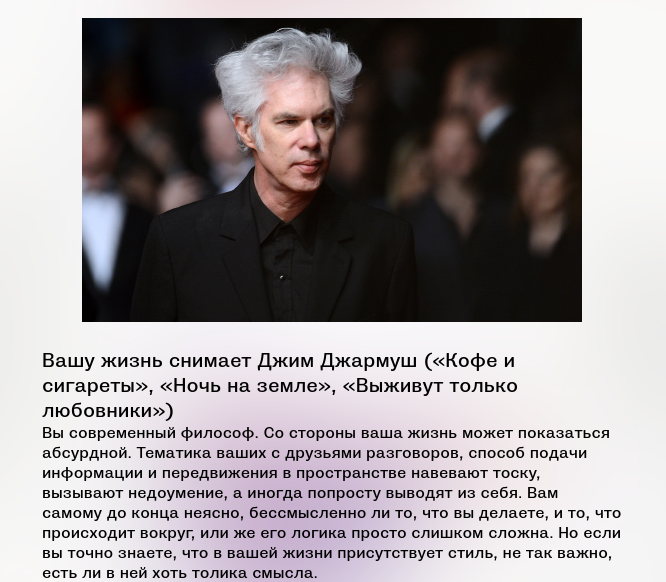 Вашу жизнь снимает Джим Джармуш («Кофе и
сигареты», «Ночь на земле», «Выживут только
любовники»)
Вы современный философ. Со стороны ваша жизнь может показаться
абсурдной. Тематика ваших с друзьями разговоров, способ подачи
информации и передвижения в пространстве навевают тоску,
вызывают недоумение, а иногда попросту выводят из себя. Вам
самому до конца неясно, бессмысленно ли то, что вы делаете, и то, что
происходит вокруг, или же его логика просто слишком сложна. Но если
вы точно знаете, что в вашей жизни присутствует стиль, не так важно,
есть ли в ней хоть толика смысла.